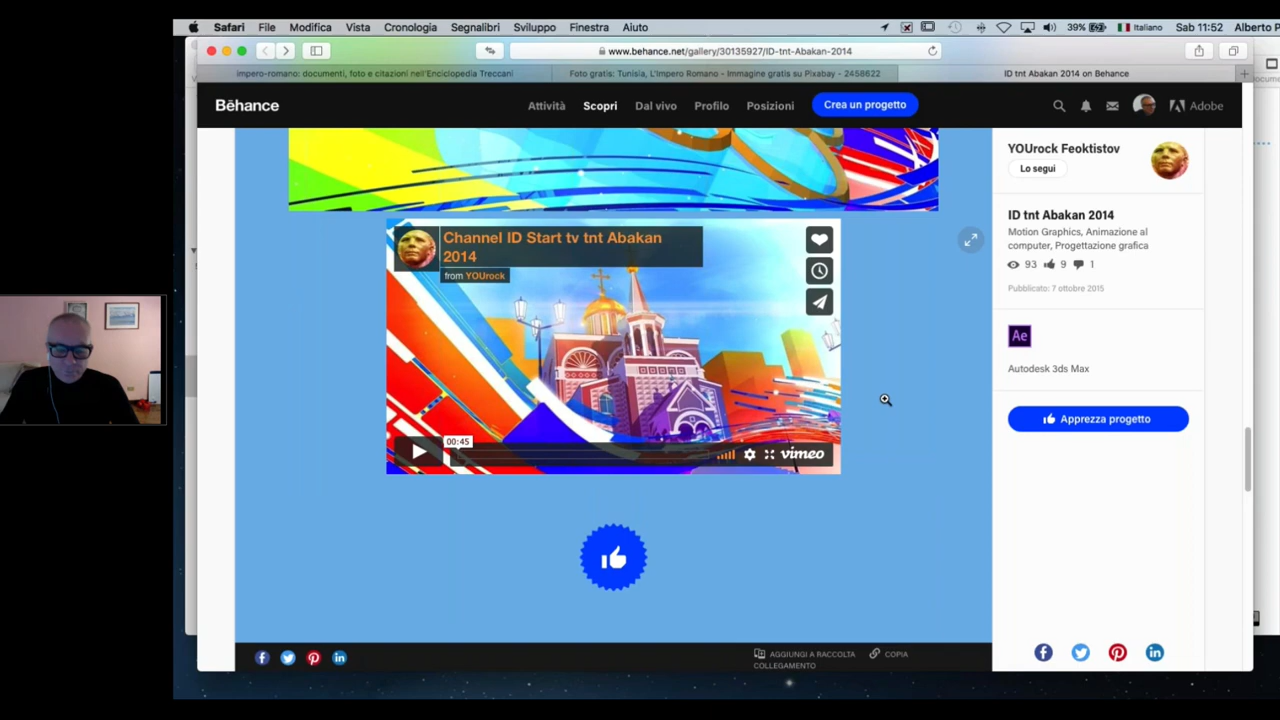 Safari File Modifica Vista Cronologia Segnalibri Sviluppo Finestra Aiuto 39% Italiano Sab 11:52 Alberto P
www.behance.net/gallery/30135927/ID-tnt-Abakan-2014
impero-romano: documenti, foto e citazioni nell'Enciclopedia Treccani
Foto gratis: Tunisia, L'Impero Romano - Immagine gratis su Pixabay - 2458622
ID tnt Abakan 2014 on Behance
Bēhance Attività Scopri Dal vivo Profilo Posizioni Crea un progetto Adobe
Channel ID Start tv tnt Abakan
2014
from YOUrock
00:45
vimeo
YOUrock Feoktistov
Lo segui
ID tnt Abakan 2014
Motion Graphics, Animazione al
computer, Progettazione grafica
93 9 1
Pubblicato: 7 ottobre 2015
Ae
Autodesk 3ds Max
Apprezza progetto
AGGIUNGI A RACCOLTA COPIA
COLLEGAMENTO